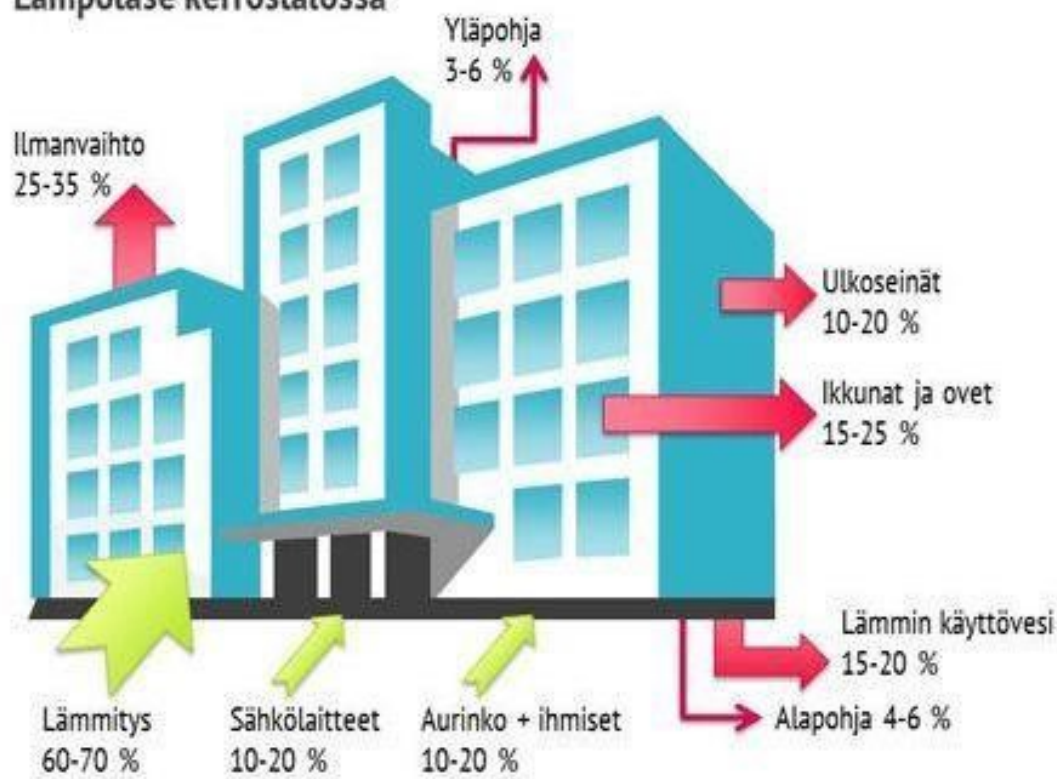 Lämpötase kerrostalossa
Yläpohja
3-6 %
Ilmanvaihto
25-35 %
Ulkoseinät
10-20 %
Ikkunat ja ovet
15-25 %
Lämmin käyttövesi
15-20 %
Alapohja 4-6 %
Lämmitys
60-70 %
Sähkölaitteet
10-20 %
Aurinko + ihmiset
10-20 %